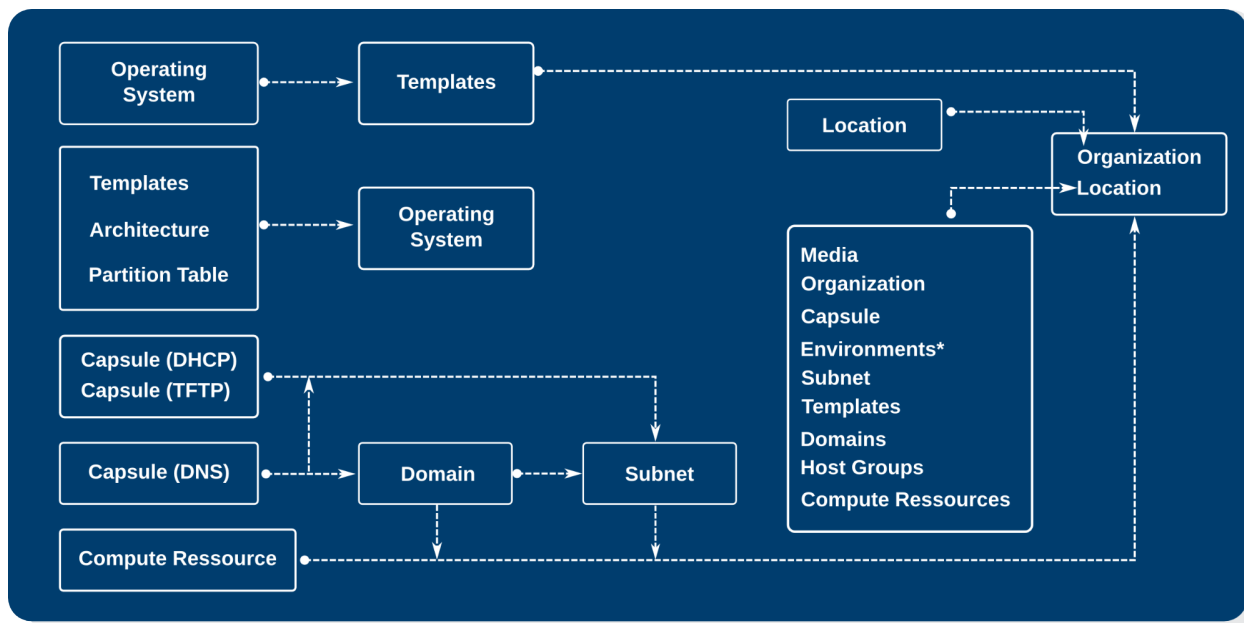 Operating
System
Templates
Location
Organization
Location
Templates
Architecture
Partition Table
Operating
System
Media
Organization
Capsule
Environments*
Subnet
Templates
Domains
Host Groups
Compute Ressources
Capsule (DHCP)
Capsule (TFTP)
Capsule (DNS)
Domain
Subnet
Compute Ressource